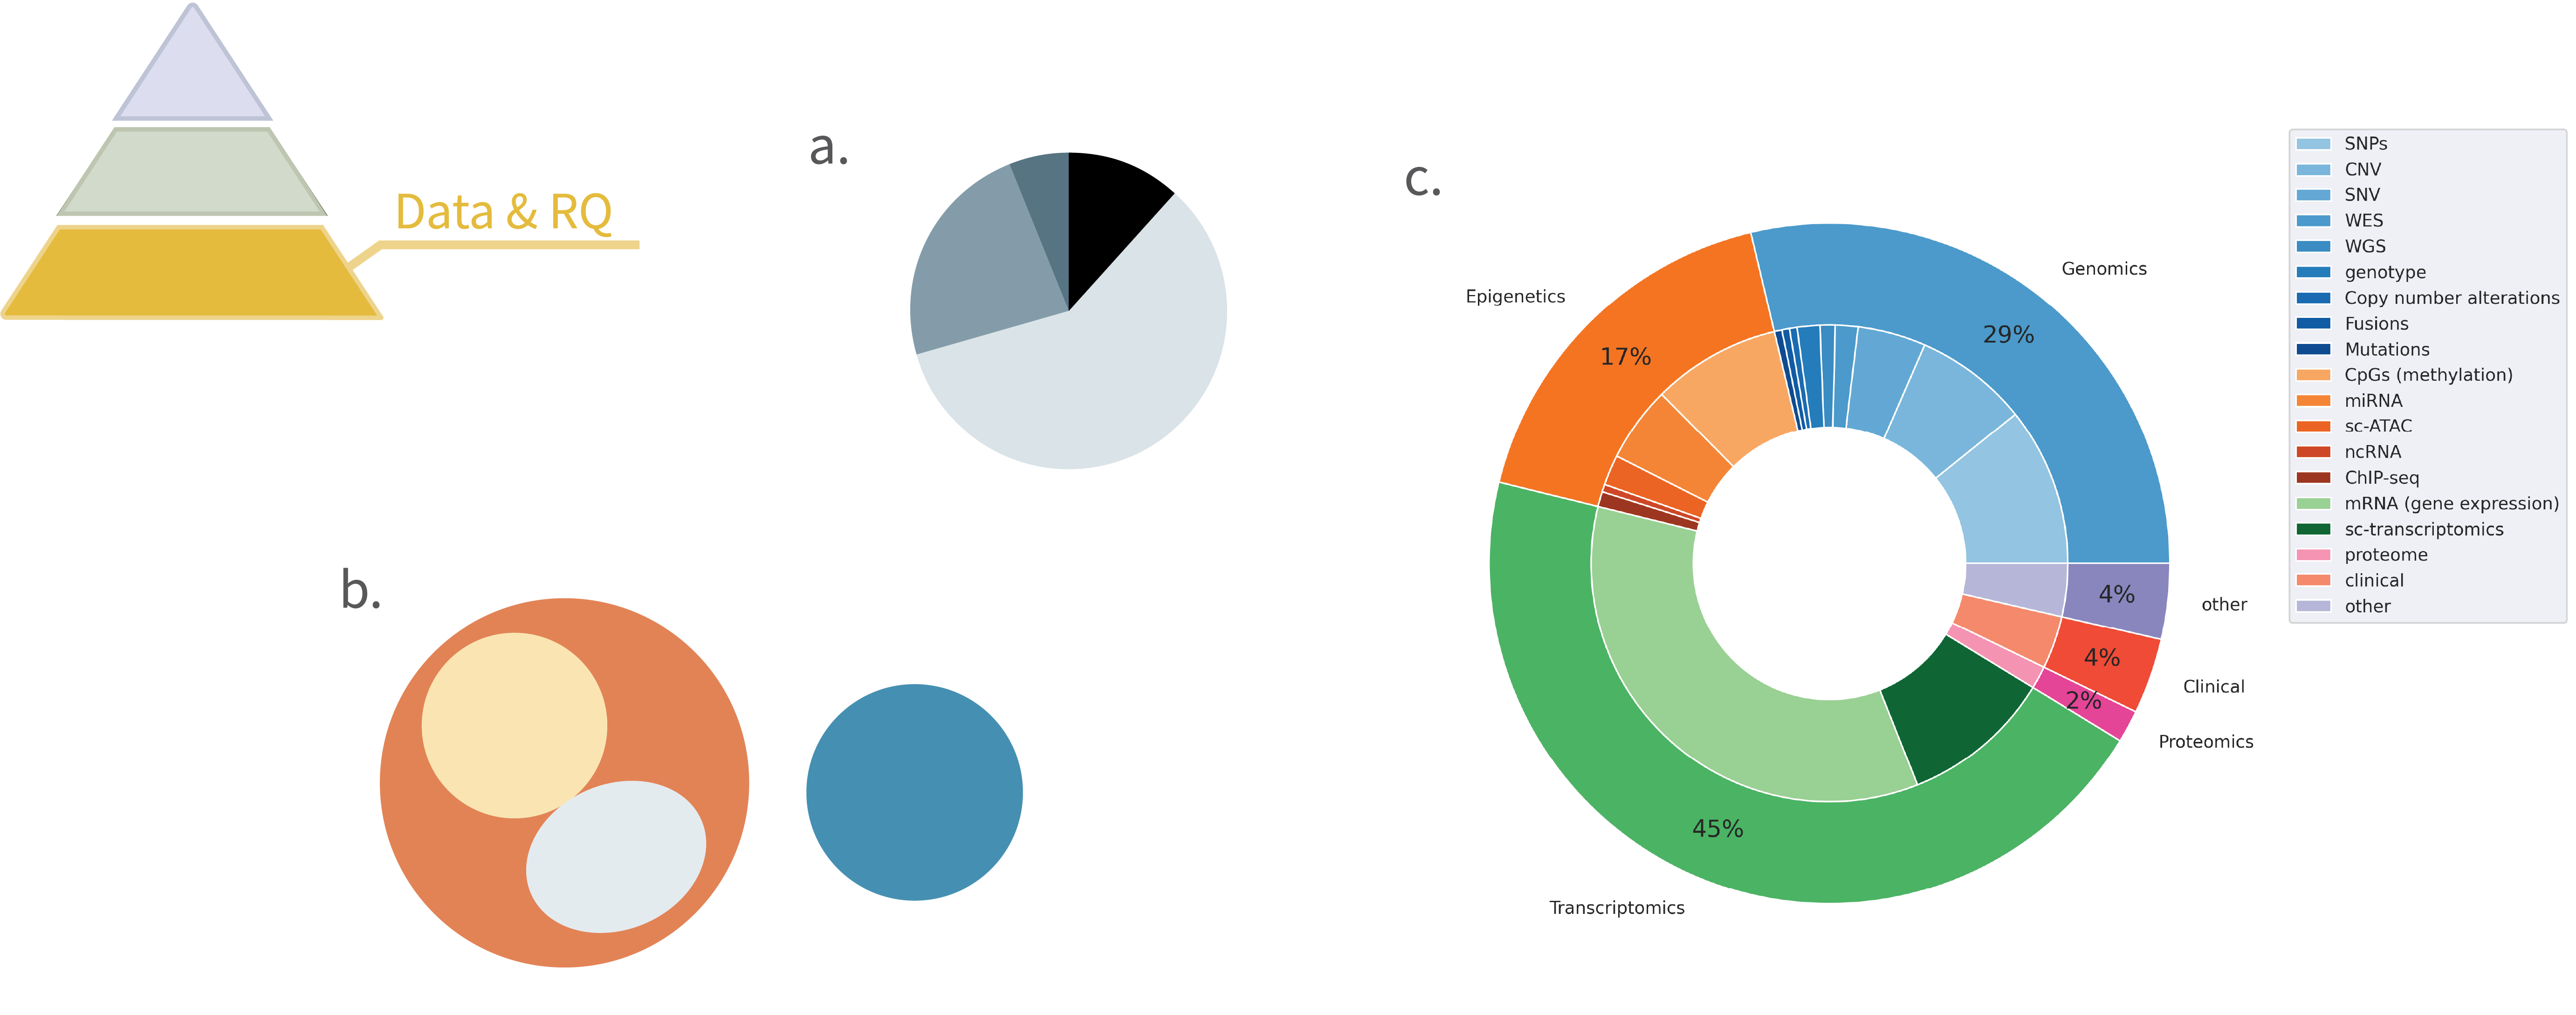 Data & RQ
a.
b.
c.
Epigenetics
Genomics
17%
29%
45%
4%
4%
2%
other
Clinical
Proteomics
Transcriptomics
SNPs
CNV
SNV
WES
WGS
genotype
Copy number alterations
Fusions
Mutations
CpGs (methylation)
miRNA
sc-ATAC
ncRNA
ChIP-seq
mRNA (gene expression)
sc-transcriptomics
proteome
clinical
other